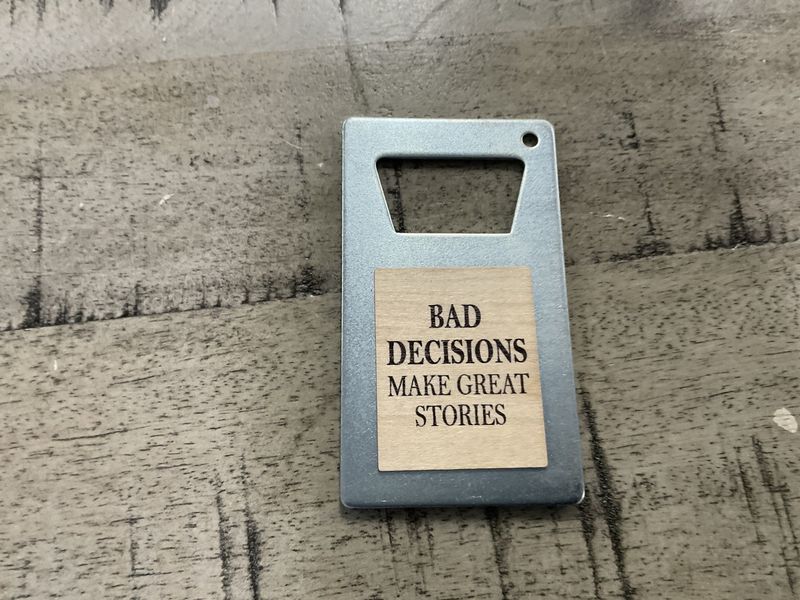 BAD
DECISIONS
MAKE GREAT
STORIES